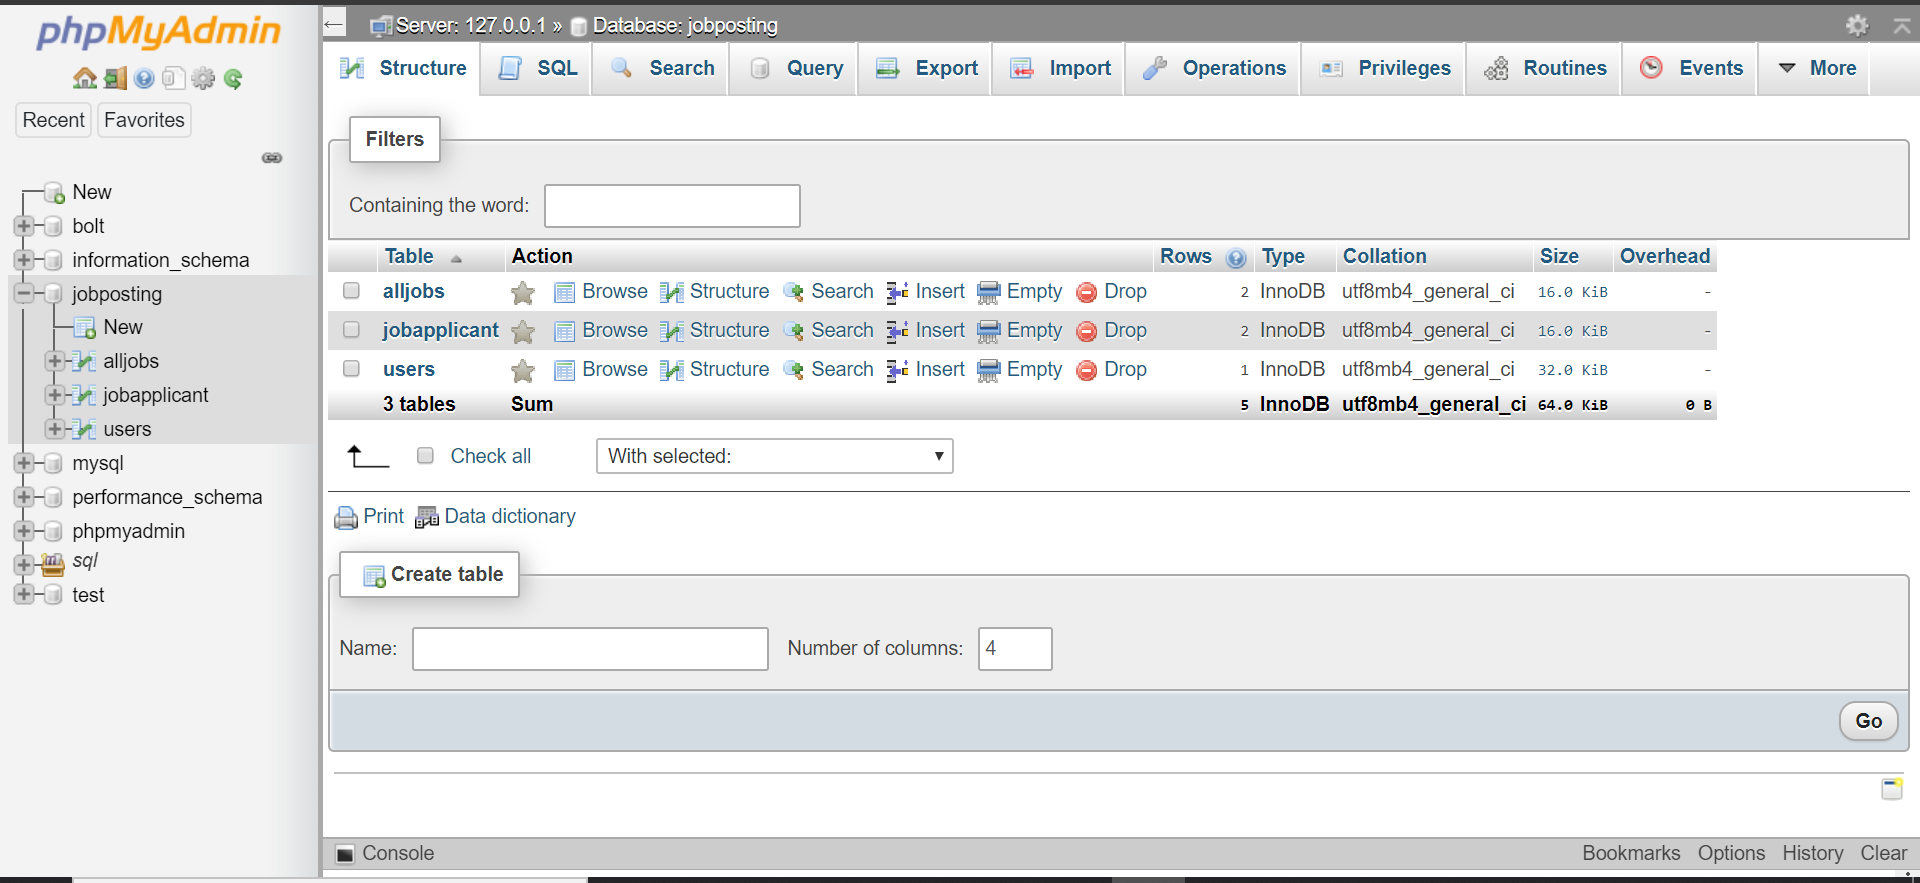 phpMyAdmin
Recent Favorites
New
bolt
information_schema
jobposting
New
alljobs
jobapplicant
users
mysql
performance_schema
phpmyadmin
sql
test
Server: 127.0.0.1 » Database: jobposting
Structure SQL Search Query Export Import Operations Privileges Routines Events More
Filters
Containing the word:
Table Action Rows Type Collation Size Overhead
alljobs Browse Structure Search Insert Empty Drop 2 InnoDB utf8mb4_general_ci 16.0 KiB -
jobapplicant Browse Structure Search Insert Empty Drop 2 InnoDB utf8mb4_general_ci 16.0 KiB -
users Browse Structure Search Insert Empty Drop 1 InnoDB utf8mb4_general_ci 32.0 KiB -
3 tables Sum 5 InnoDB utf8mb4_general_ci 64.0 KiB 0 B
Check all With selected:
Print Data dictionary
Create table
Name: Number of columns: 4
Go
Console Bookmarks Options History Clear